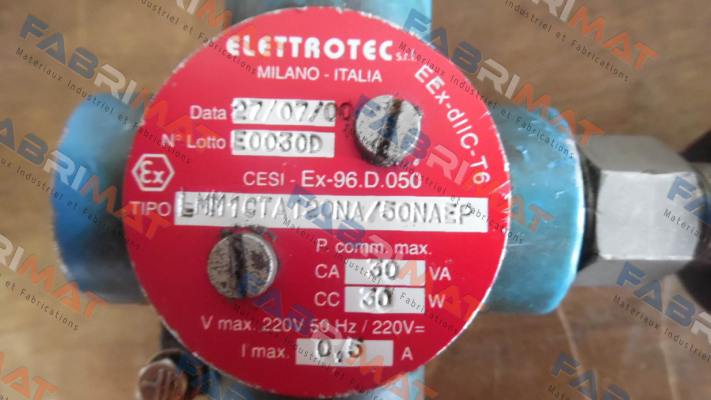 ELETTROTEC s.r.l.
MILANO - ITALIA
EEx-dIIC-T6
Data 27/07/00
N° Lotto E0030D
Ex
CESI - Ex-96.D.050
TIPO LMM1GTA120NA/50NAEP
P. comm. max.
CA 30 VA
CC 30 W
V max. 220V 50 Hz / 220V=
I max. 0,5 A
FABRIMAT
Materiaux Industriel et Fabrications